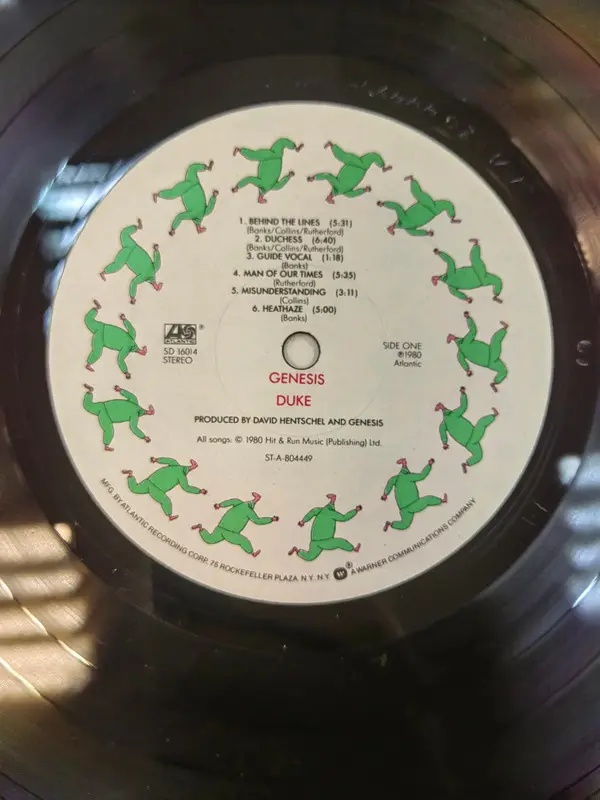 1. BEHIND THE LINES (5:31)
(Banks/Collins/Rutherford)
2. DUCHESS (6:40)
(Banks/Collins/Rutherford)
3. GUIDE VOCAL (1:18)
(Banks)
4. MAN OF OUR TIMES (5:35)
(Rutherford)
5. MISUNDERSTANDING (3:11)
(Collins)
6. HEATHAZE (5:00)
(Banks)
ATLANTIC®
SD 16014
STEREO
SIDE ONE
℗1980
Atlantic
GENESIS
DUKE
PRODUCED BY DAVID HENTSCHEL AND GENESIS
All songs: © 1980 Hit & Run Music (Publishing) Ltd.
ST-A-804449
MFG. BY ATLANTIC RECORDING CORP. 75 ROCKEFELLER PLAZA. N.Y. N.Y. W® A WARNER COMMUNICATIONS COMPANY